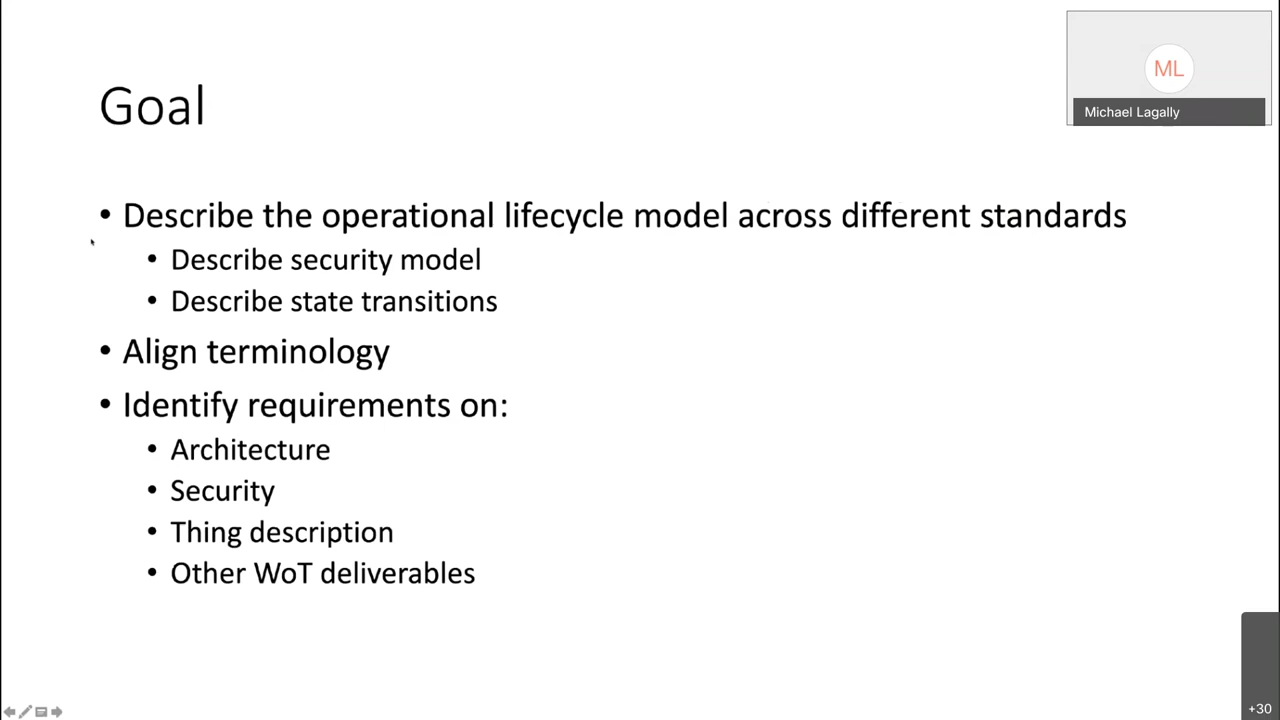 Goal
ML
Michael Lagally
• Describe the operational lifecycle model across different standards
• Describe security model
• Describe state transitions
• Align terminology
• Identify requirements on:
• Architecture
• Security
• Thing description
• Other WoT deliverables
+30